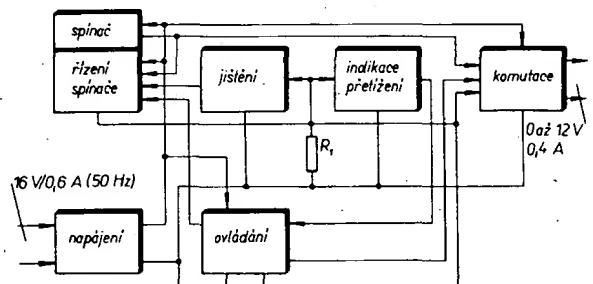 spínač
řízení
spínače
jištění
indikace
přetížení
komutace
R₁
0 až 12 V
0,4 A
16 V/0,6 A (50 Hz)
napájení
ovládání